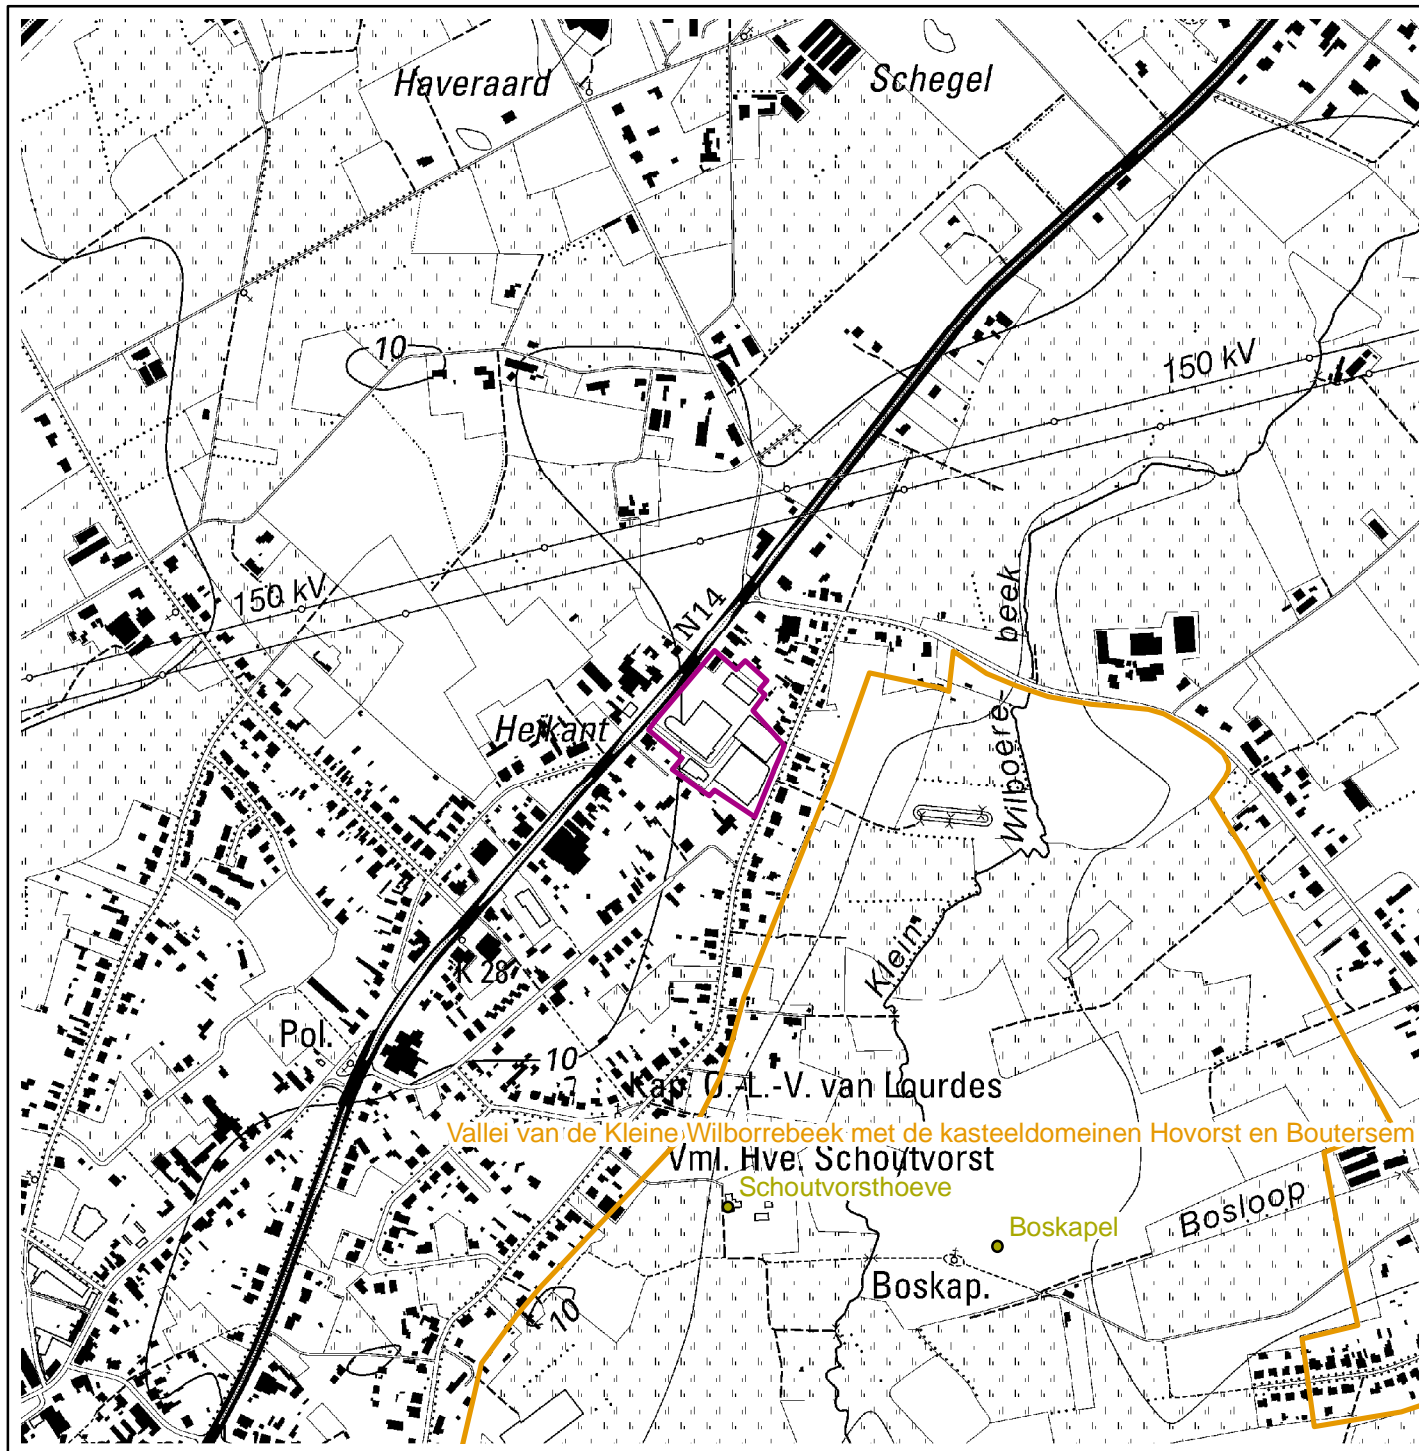 Haveraard
Schegel
10
150 kV
150 kV
N14
beek
Heikant
Wilboere-
Klein
K 28
Pol.
10
Kap. O.-L.-V. van Lourdes
Vallei van de Kleine Wilborrebeek met de kasteeldomeinen Hovorst en Boutersem
Vml. Hve. Schoutvorst
Schoutvorsthoeve
Bosloop
Boskapel
Boskap.
10